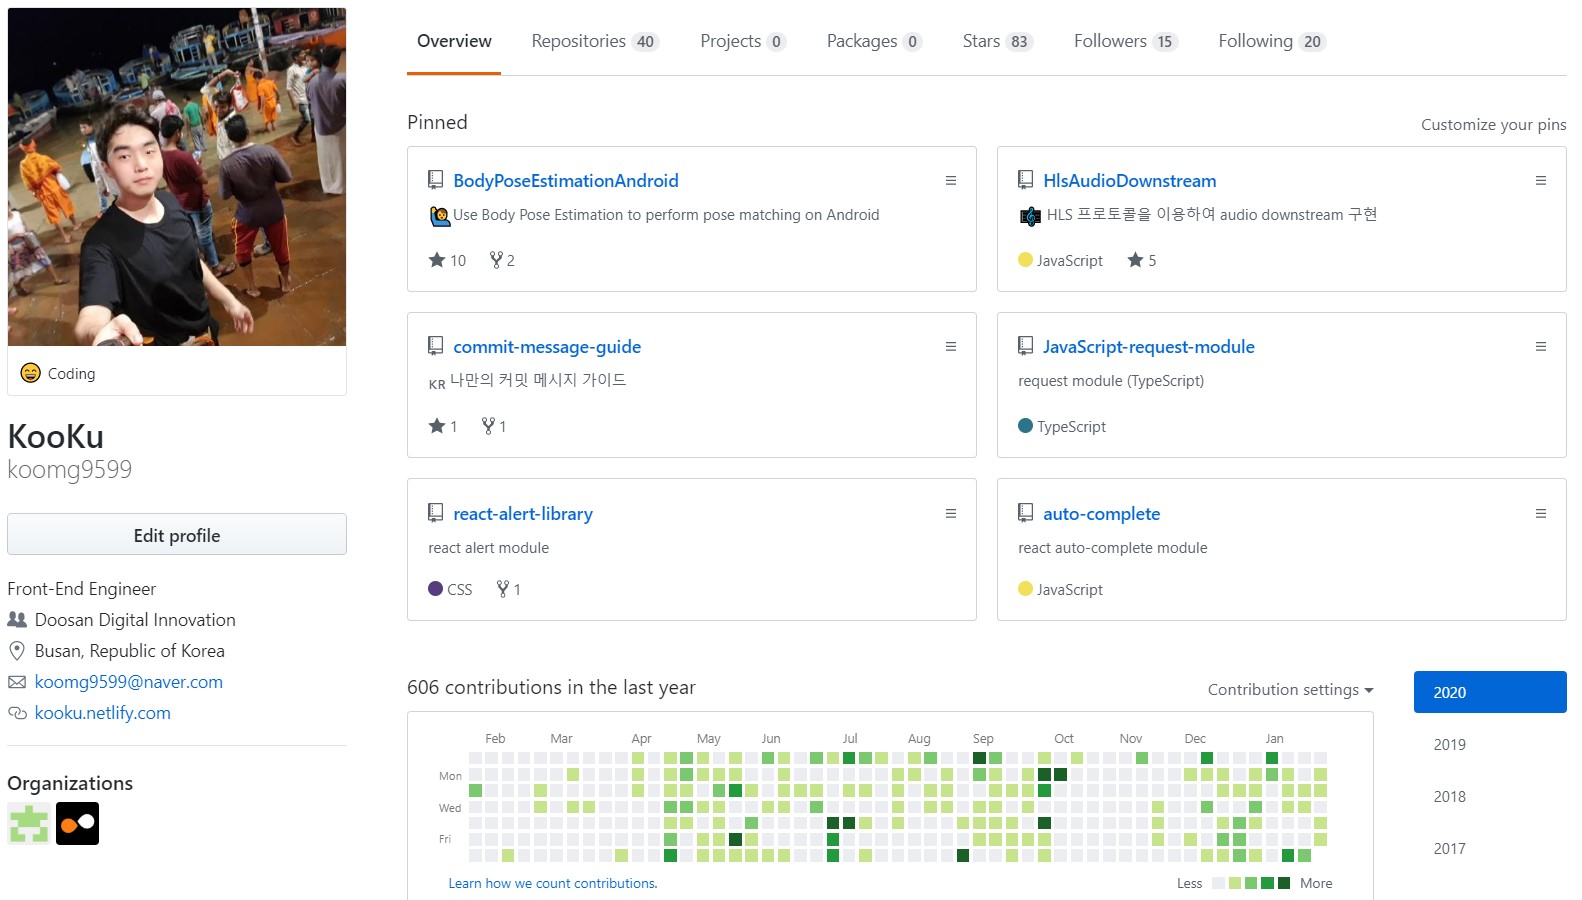 Overview Repositories 40 Projects 0 Packages 0 Stars 83 Followers 15 Following 20
Coding
KooKu
koomg9599
Edit profile
Front-End Engineer
Doosan Digital Innovation
Busan, Republic of Korea
koomg9599@naver.com
kooku.netlify.com
Organizations
Pinned
Customize your pins
BodyPoseEstimationAndroid
Use Body Pose Estimation to perform pose matching on Android
10 2
HlsAudioDownstream
HLS 프로토콜을 이용하여 audio downstream 구현
JavaScript 5
commit-message-guide
KR 나만의 커밋 메시지 가이드
1 1
JavaScript-request-module
request module (TypeScript)
TypeScript
react-alert-library
react alert module
CSS 1
auto-complete
react auto-complete module
JavaScript
606 contributions in the last year
Contribution settings
Feb Mar Apr May Jun Jul Aug Sep Oct Nov Dec Jan
Mon
Wed
Fri
Learn how we count contributions.
Less More
2020
2019
2018
2017